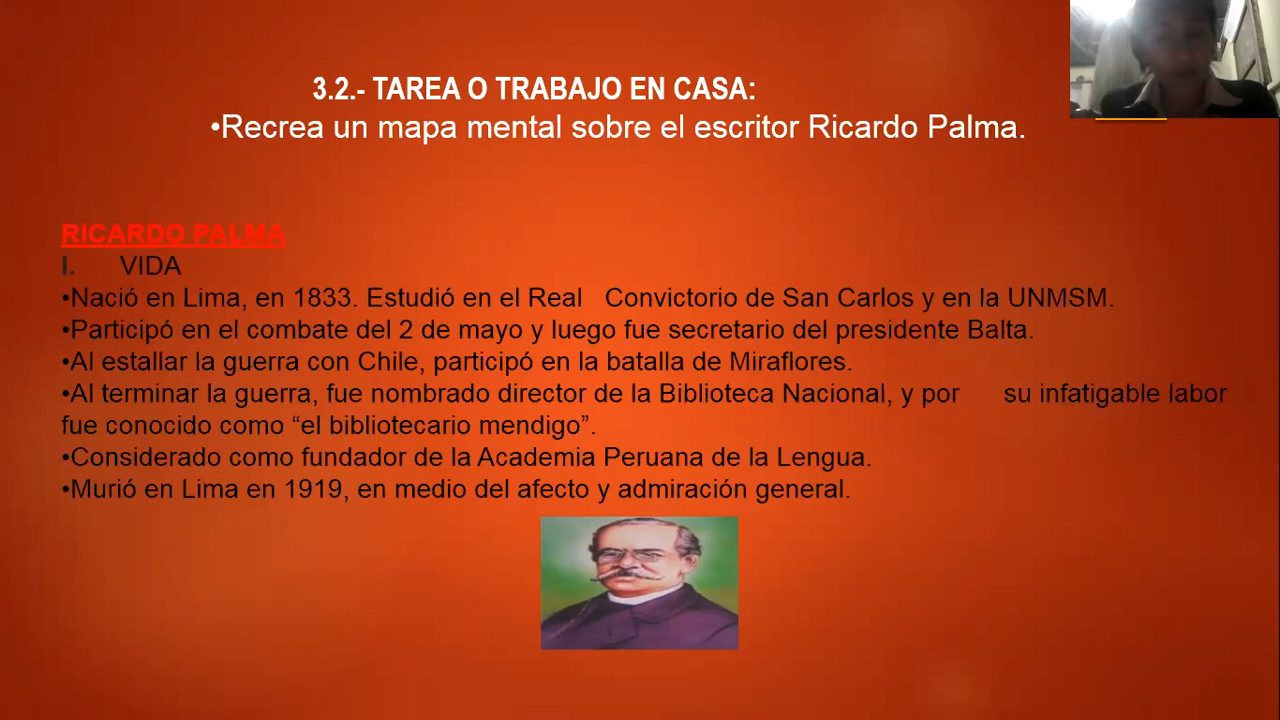 3.2.- TAREA O TRABAJO EN CASA:
•Recrea un mapa mental sobre el escritor Ricardo Palma.
RICARDO PALMA
I. VIDA
•Nació en Lima, en 1833. Estudió en el Real Convictorio de San Carlos y en la UNMSM.
•Participó en el combate del 2 de mayo y luego fue secretario del presidente Balta.
•Al estallar la guerra con Chile, participó en la batalla de Miraflores.
•Al terminar la guerra, fue nombrado director de la Biblioteca Nacional, y por su infatigable labor
fue conocido como “el bibliotecario mendigo”.
•Considerado como fundador de la Academia Peruana de la Lengua.
•Murió en Lima en 1919, en medio del afecto y admiración general.